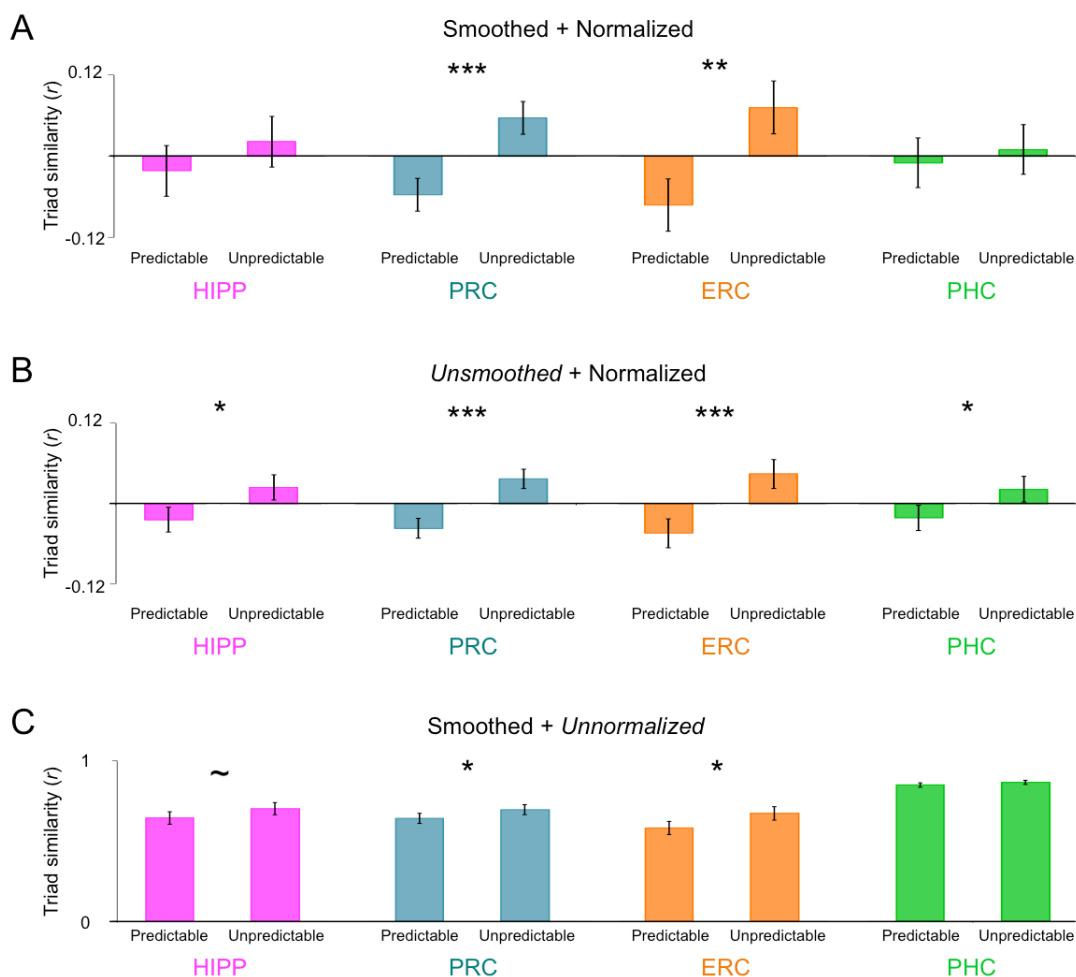 A
Smoothed + Normalized
Triad similarity (r)
0.12
-0.12
*** **
Predictable Unpredictable Predictable Unpredictable Predictable Unpredictable Predictable Unpredictable
HIPP PRC ERC PHC
B
Unsmoothed + Normalized
Triad similarity (r)
0.12
-0.12
* *** *** *
Predictable Unpredictable Predictable Unpredictable Predictable Unpredictable Predictable Unpredictable
HIPP PRC ERC PHC
C
Smoothed + Unnormalized
Triad similarity (r)
1
0
~ * *
Predictable Unpredictable Predictable Unpredictable Predictable Unpredictable Predictable Unpredictable
HIPP PRC ERC PHC